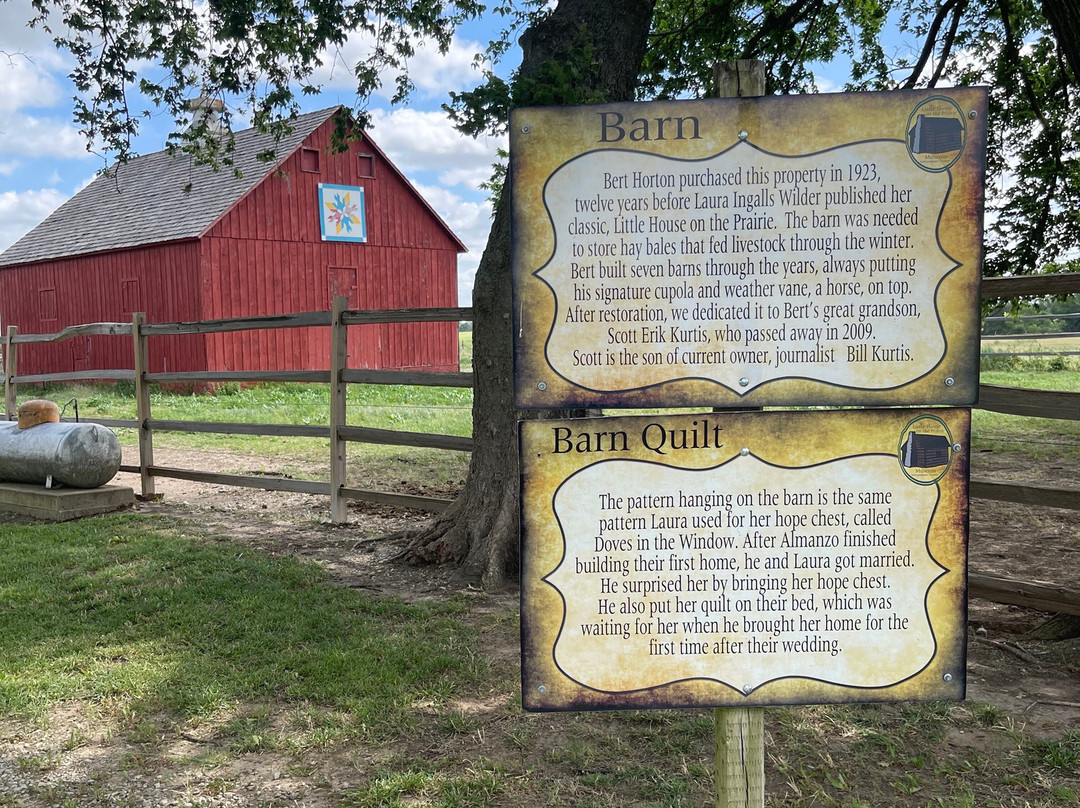 Barn
Bert Horton purchased this property in 1923,
twelve years before Laura Ingalls Wilder published her
classic, Little House on the Prairie. The barn was needed
to store hay bales that fed livestock through the winter.
Bert built seven barns through the years, always putting
his signature cupola and weather vane, a horse, on top.
After restoration, we dedicated it to Bert's great grandson,
Scott Erik Kurtis, who passed away in 2009.
Scott is the son of current owner, journalist Bill Kurtis.
Barn Quilt
The pattern hanging on the barn is the same
pattern Laura used for her hope chest, called
Doves in the Window. After Almanzo finished
building their first home, he and Laura got married.
He surprised her by bringing her hope chest.
He also put her quilt on their bed, which was
waiting for her when he brought her home for the
first time after their wedding.